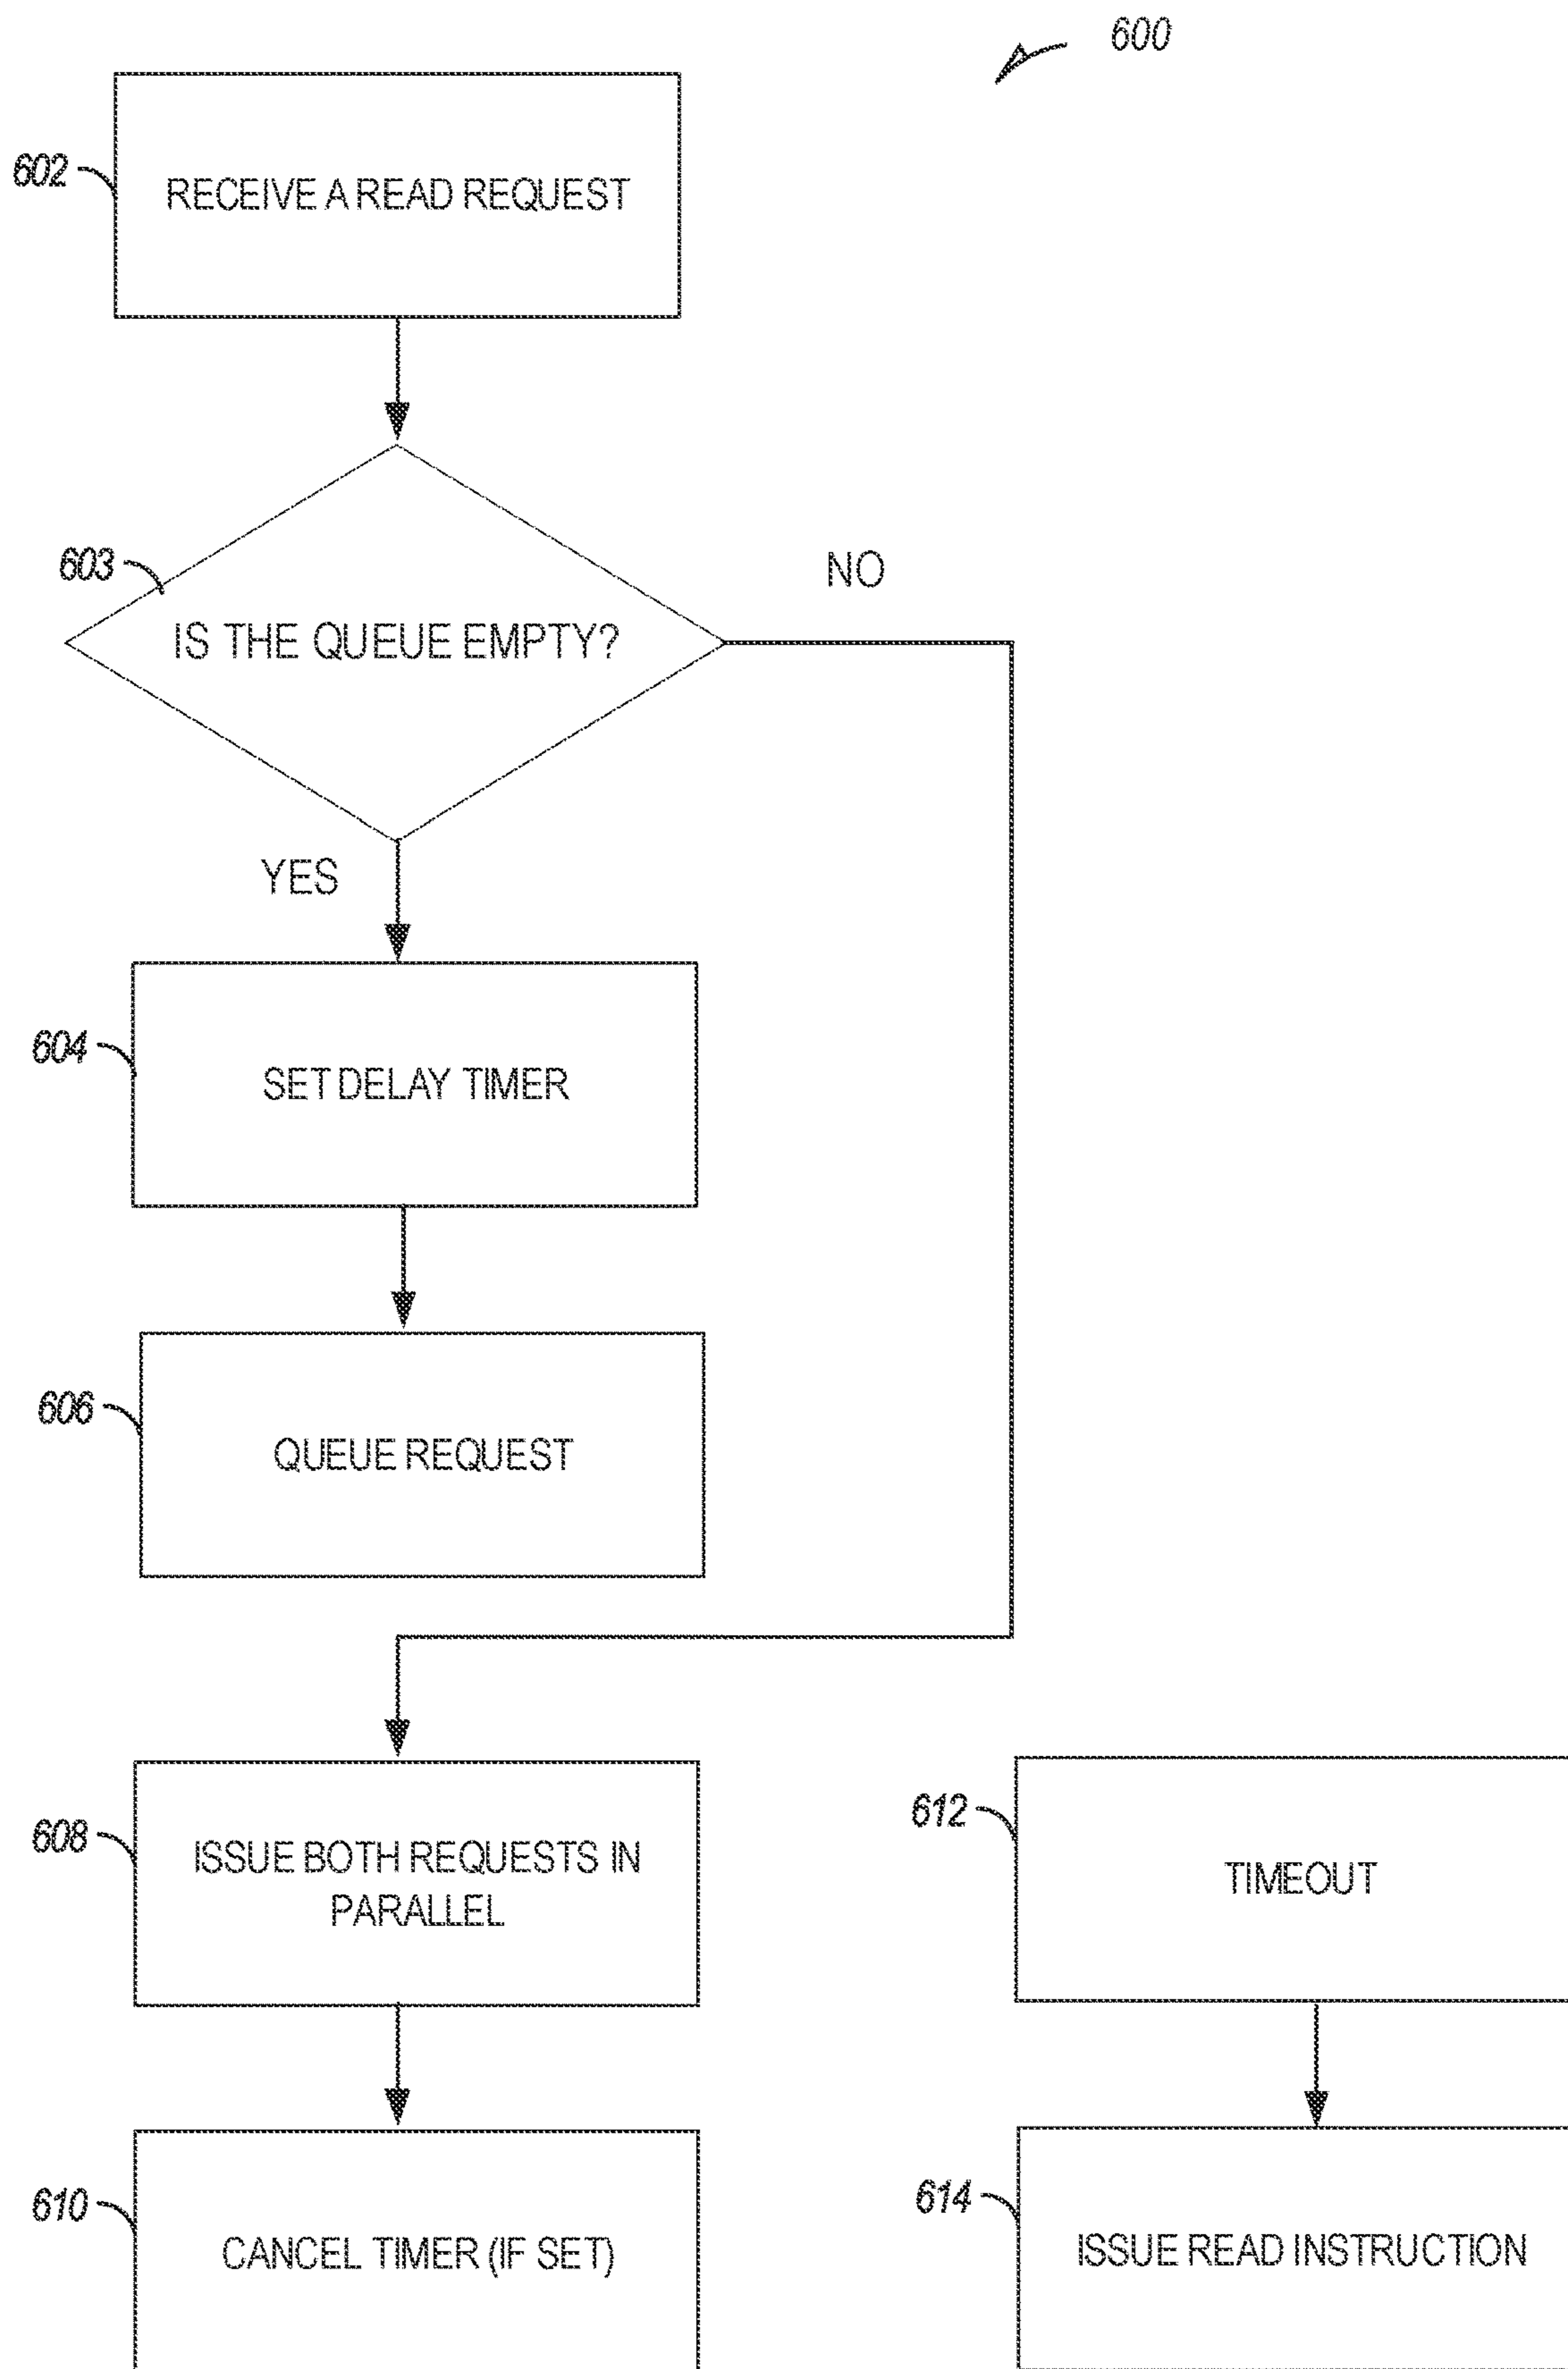 600
602
RECEIVE A READ REQUEST
603
NO
IS THE QUEUE EMPTY?
YES
604
SET DELAY TIMER
606
QUEUE REQUEST
608
ISSUE BOTH REQUESTS IN
PARALLEL
612
TIMEOUT
610
CANCEL TIMER (IF SET)
614
ISSUE READ INSTRUCTION